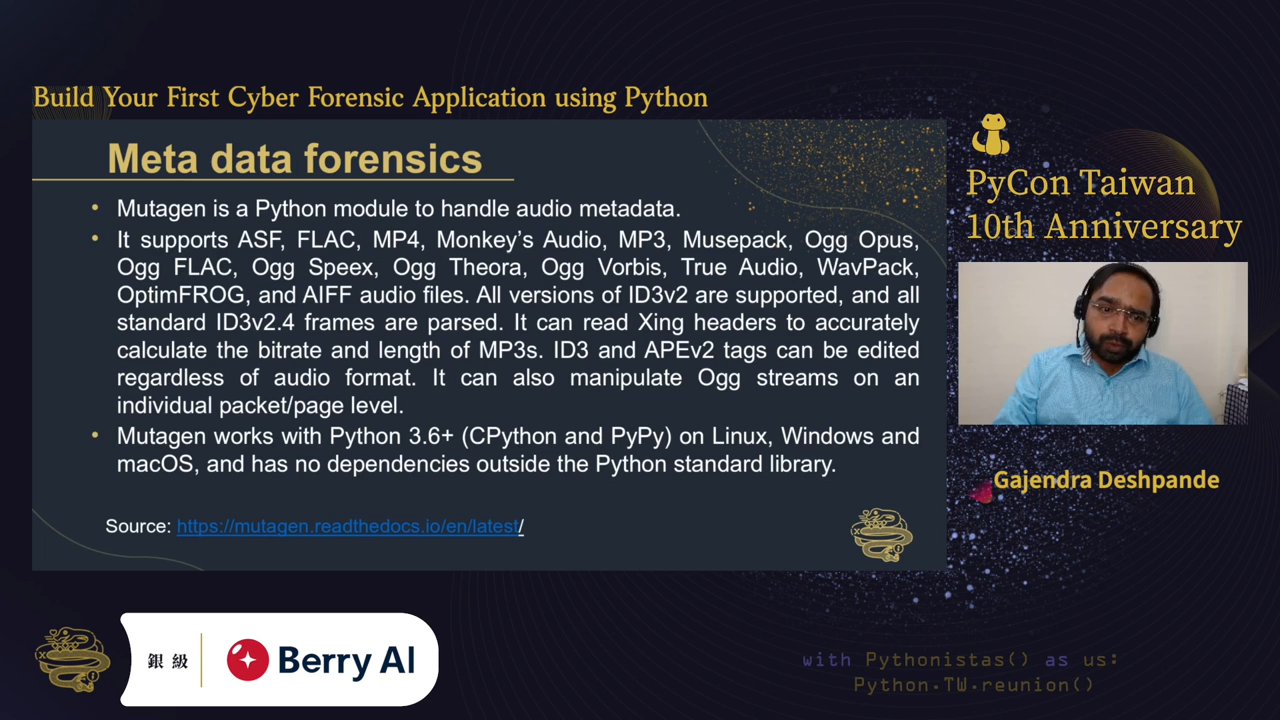 Build Your First Cyber Forensic Application using Python
Meta data forensics
• Mutagen is a Python module to handle audio metadata.
• It supports ASF, FLAC, MP4, Monkey’s Audio, MP3, Musepack, Ogg Opus,
Ogg FLAC, Ogg Speex, Ogg Theora, Ogg Vorbis, True Audio, WavPack,
OptimFROG, and AIFF audio files. All versions of ID3v2 are supported, and all
standard ID3v2.4 frames are parsed. It can read Xing headers to accurately
calculate the bitrate and length of MP3s. ID3 and APEv2 tags can be edited
regardless of audio format. It can also manipulate Ogg streams on an
individual packet/page level.
• Mutagen works with Python 3.6+ (CPython and PyPy) on Linux, Windows and
macOS, and has no dependencies outside the Python standard library.
Source: https://mutagen.readthedocs.io/en/latest/
PyCon Taiwan
10th Anniversary
Gajendra Deshpande
銀級
Berry AI
with Pythonistas() as us:
Python.TW.reunion()